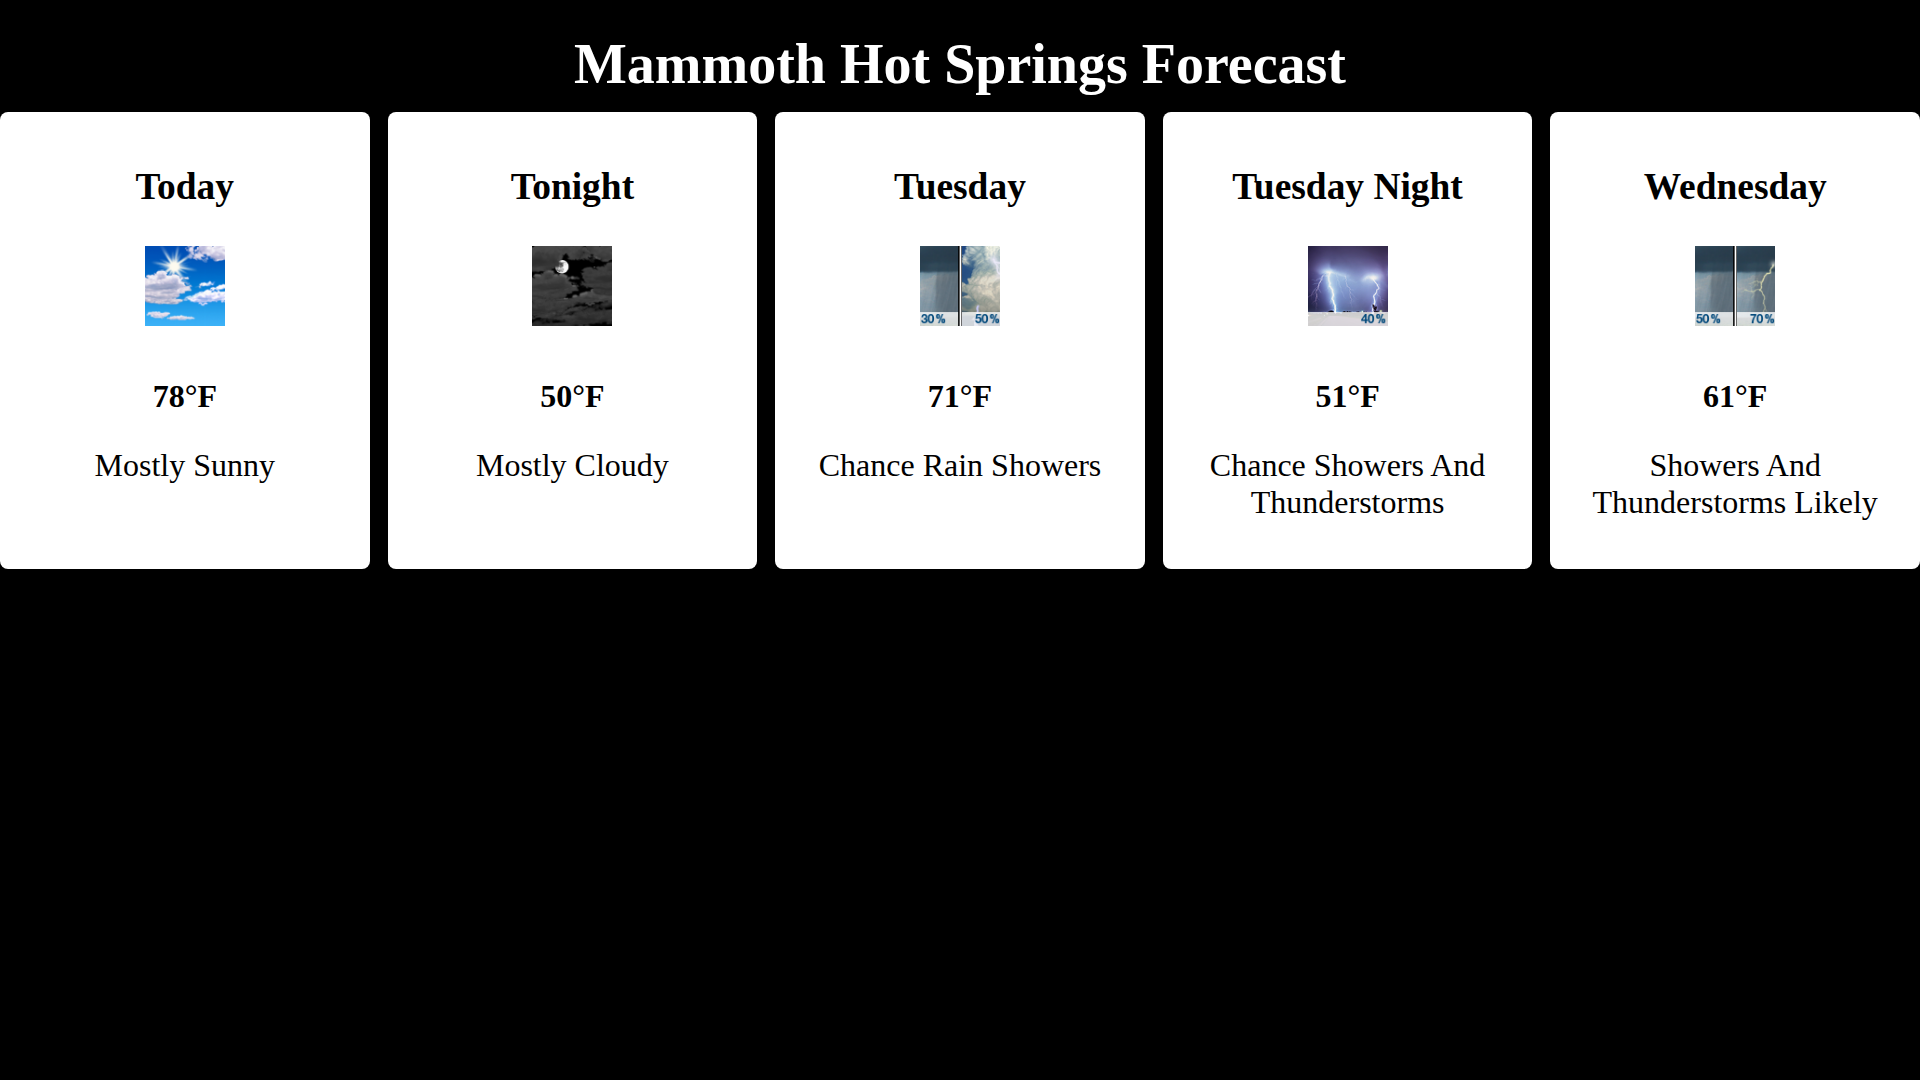 Mammoth Hot Springs Forecast
Today
78°F
Mostly Sunny
Tonight
50°F
Mostly Cloudy
Tuesday
30% 50%
71°F
Chance Rain Showers
Tuesday Night
40%
51°F
Chance Showers And
Thunderstorms
Wednesday
50% 70%
61°F
Showers And
Thunderstorms Likely